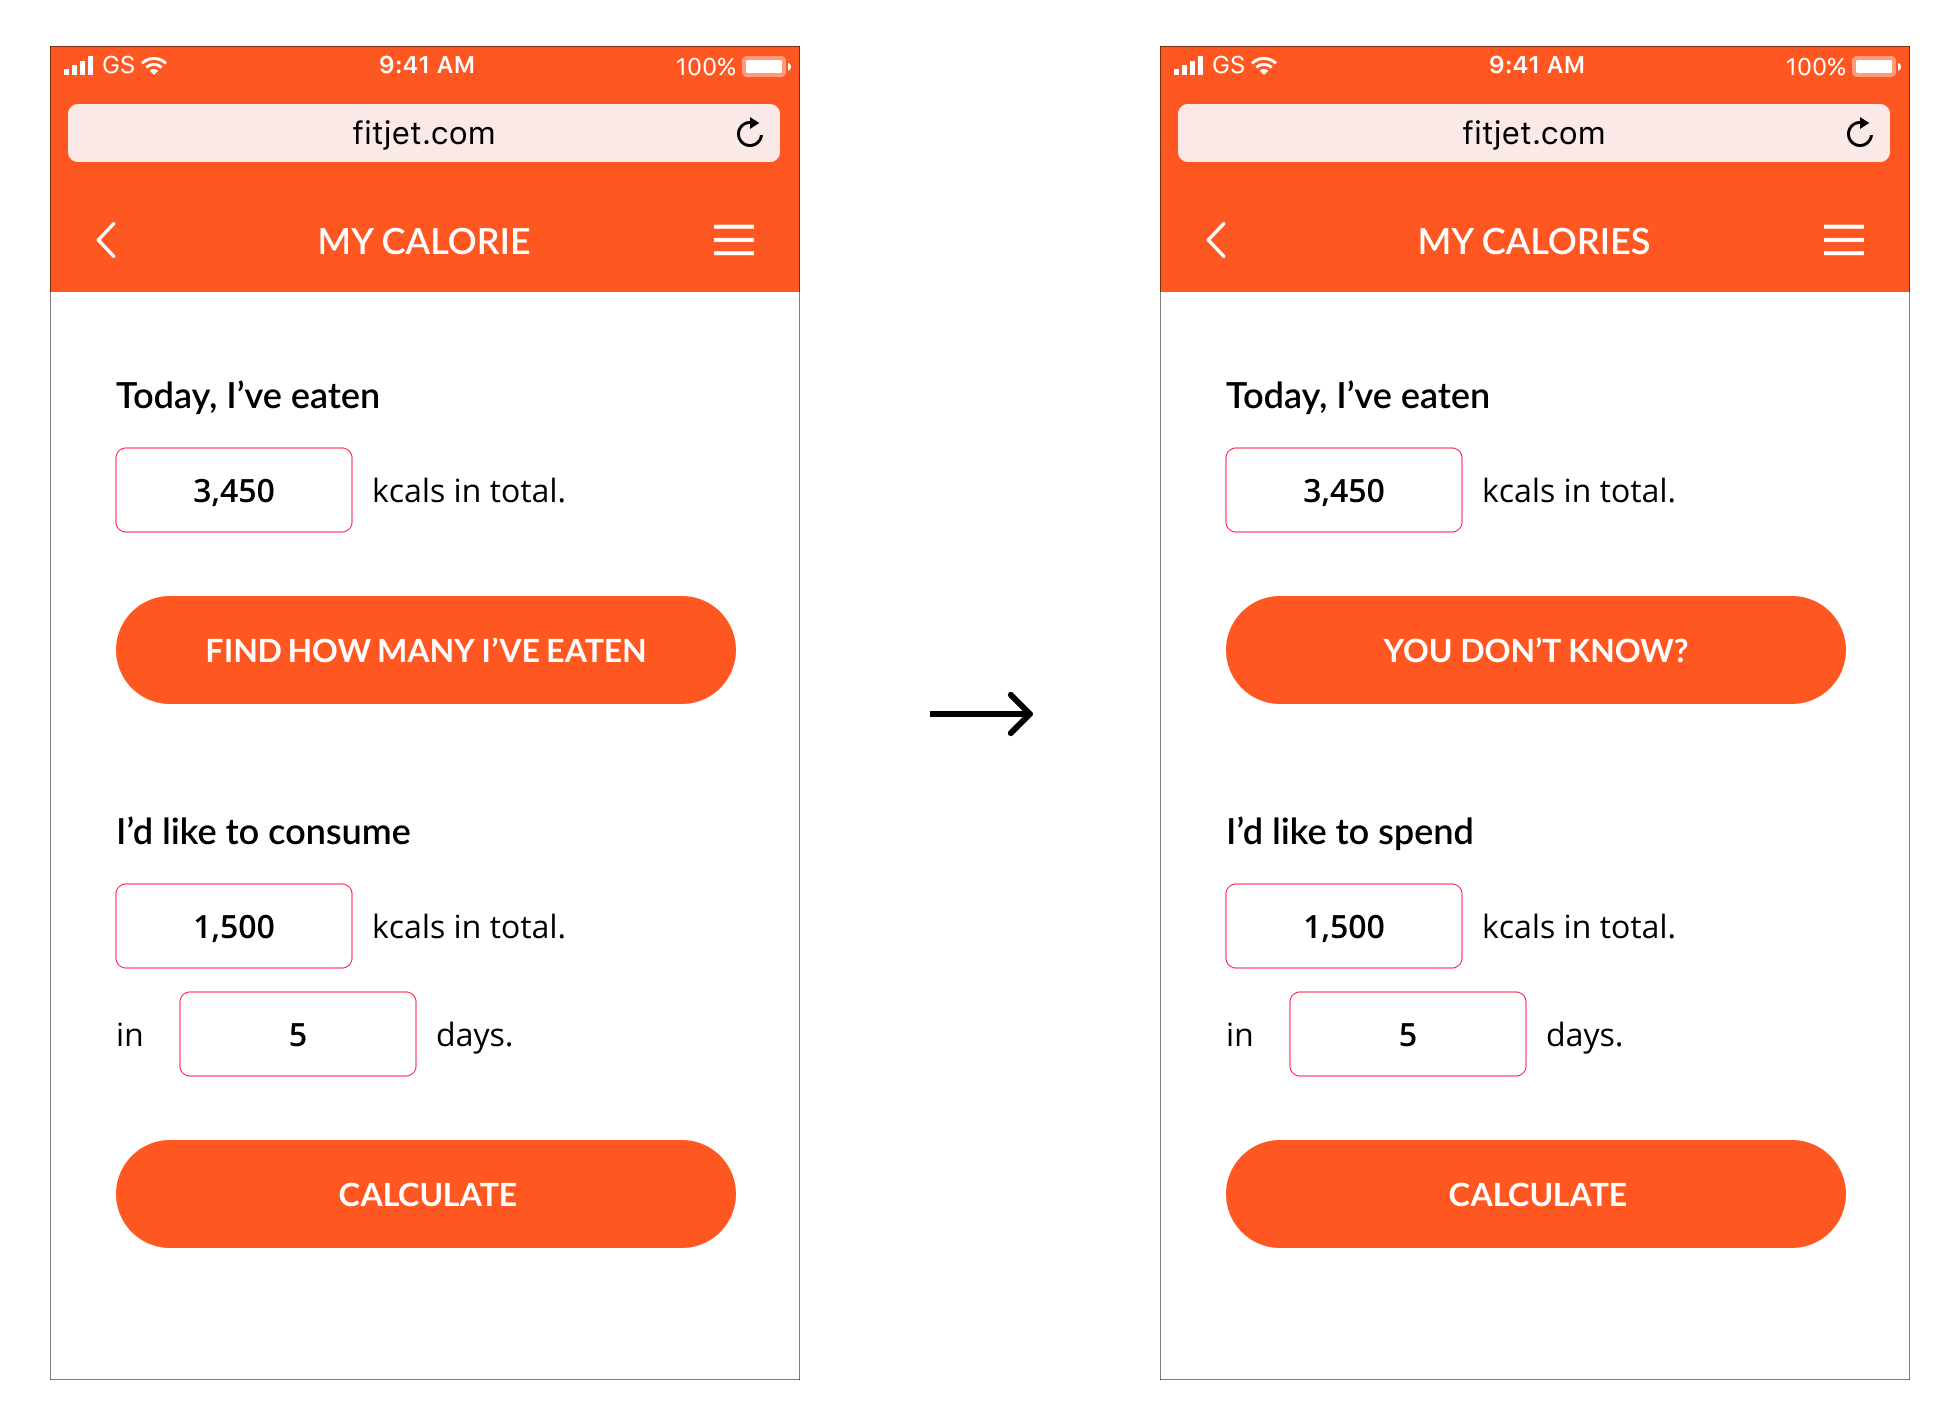 GS 9:41 AM 100%
fitjet.com
MY CALORIE
Today, I’ve eaten
3,450 kcals in total.
FIND HOW MANY I’VE EATEN
I’d like to consume
1,500 kcals in total.
in 5 days.
CALCULATE
GS 9:41 AM 100%
fitjet.com
MY CALORIES
Today, I’ve eaten
3,450 kcals in total.
YOU DON’T KNOW?
I’d like to spend
1,500 kcals in total.
in 5 days.
CALCULATE